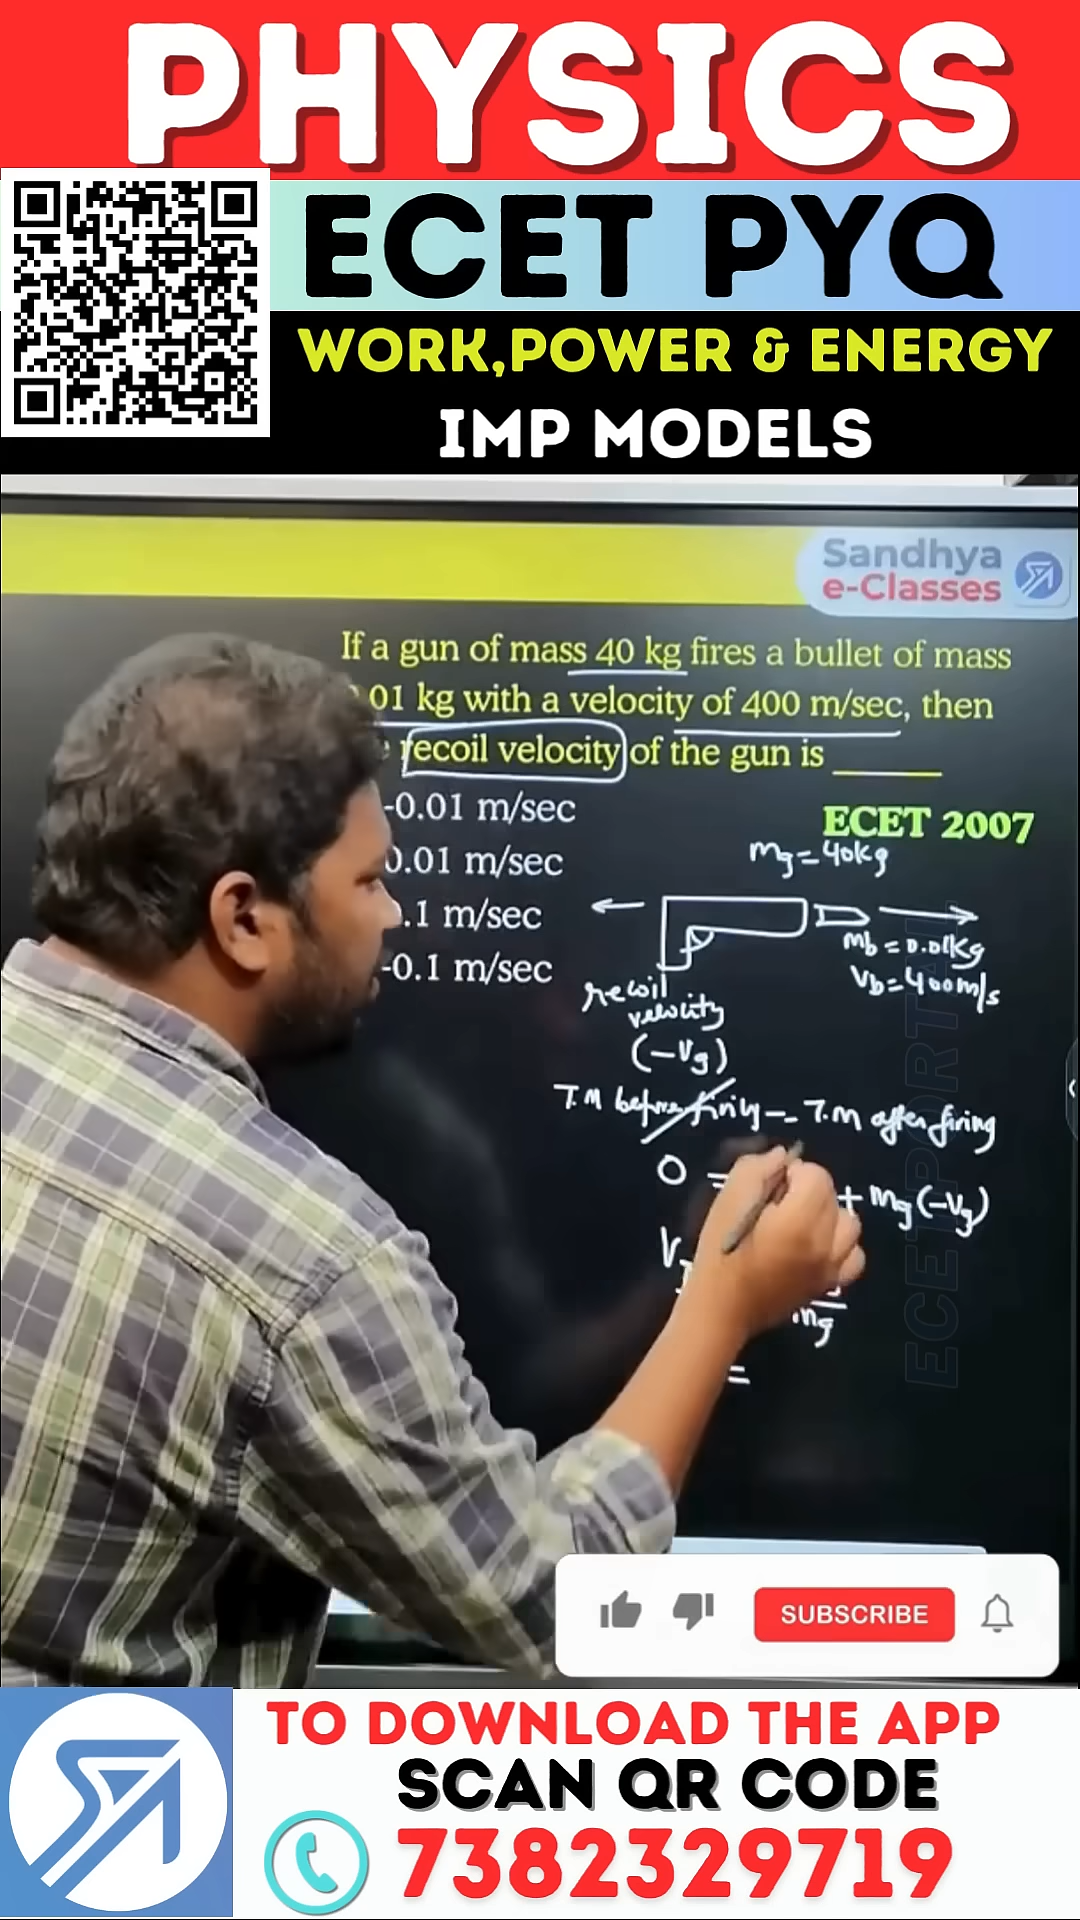 PHYSICS
ECET PYQ
WORK,POWER & ENERGY
IMP MODELS
Sandhya
e-Classes
If a gun of mass 40 kg fires a bullet of mass
01 kg with a velocity of 400 m/sec, then
recoil velocity of the gun is ______
-0.01 m/sec
0.01 m/sec
.1 m/sec
-0.1 m/sec
ECET 2007
mg = 40kg
mb = 0.01kg
Vb = 400m/s
recoil
velocity
(-Vg)
T.M before firing = T.M after firing
0 = + mg(-Vg)
V
mg
=
ECETPORTAL
SUBSCRIBE
TO DOWNLOAD THE APP
SCAN QR CODE
7382329719